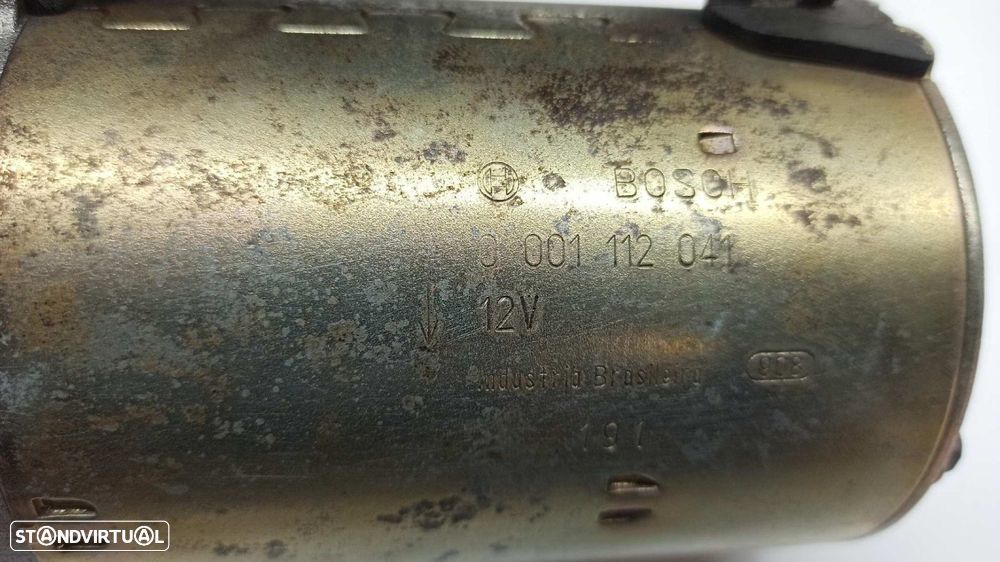 BOSCH
0 001 112 041
12V
Industria Brasileira
191
STANDVIRTUAL